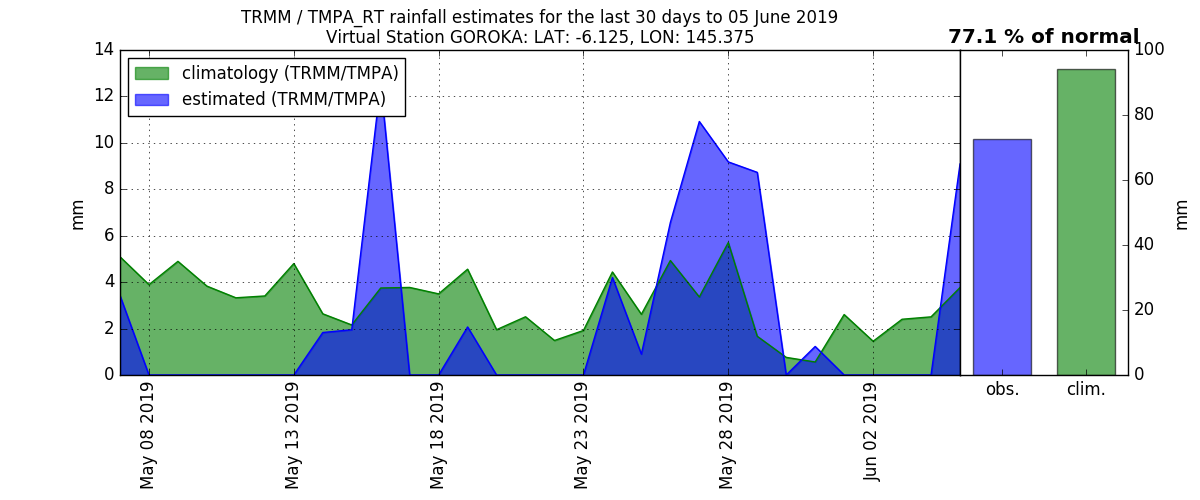 TRMM / TMPA_RT rainfall estimates for the last 30 days to 05 June 2019
Virtual Station GOROKA: LAT: -6.125, LON: 145.375
77.1 % of normal
climatology (TRMM/TMPA)
estimated (TRMM/TMPA)
14
12
10
8
6
4
2
0
mm
May 08 2019
May 13 2019
May 18 2019
May 23 2019
May 28 2019
Jun 02 2019
obs.
clim.
100
80
60
40
20
0
mm